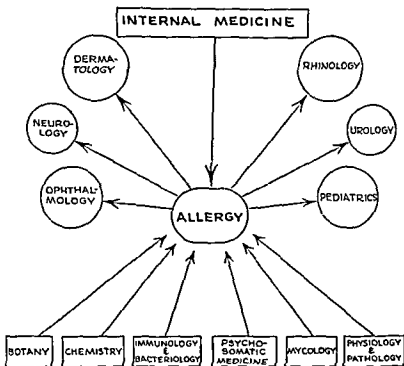 INTERNAL MEDICINE
DERMA-
TOLOGY
RHINOLOGY
NEURO-
LOGY
UROLOGY
OPHTHAL-
MOLOGY
PEDIATRICS
ALLERGY
BOTANY
CHEMISTRY
IMMUNOLOGY
&
BACTERIOLOGY
PSYCHO-
SOMATIC
MEDICINE
MYCOLOGY
PHYSIOLOGY
&
PATHOLOGY